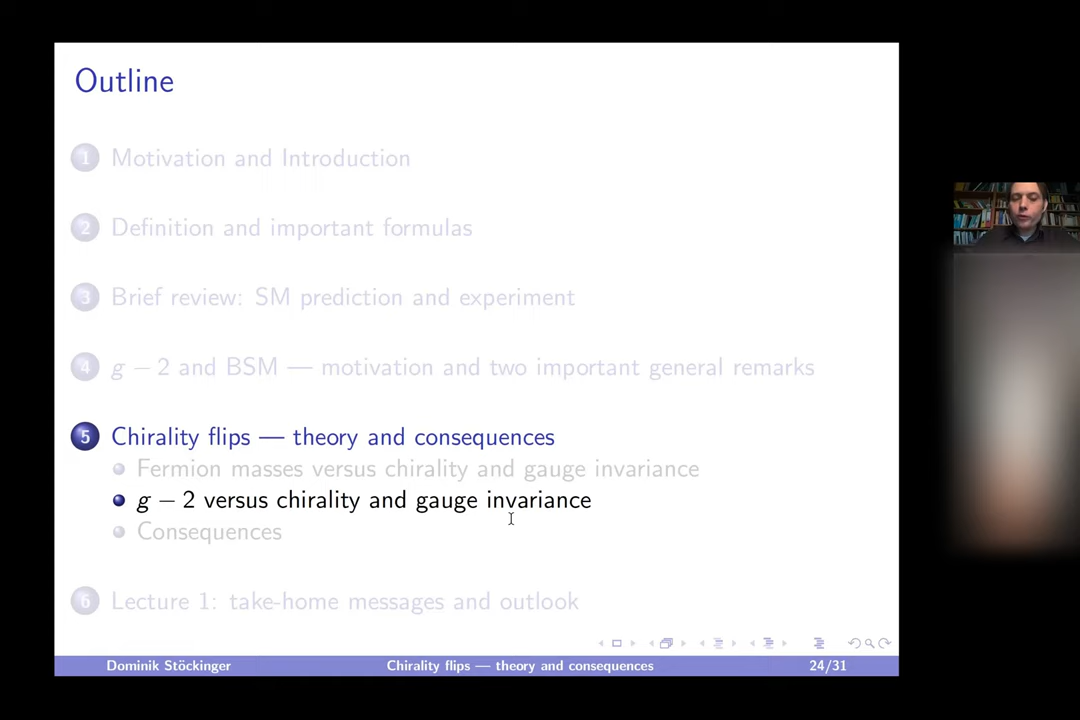 Outline
1 Motivation and Introduction
2 Definition and important formulas
3 Brief review: SM prediction and experiment
4 g − 2 and BSM — motivation and two important general remarks
5 Chirality flips — theory and consequences
Fermion masses versus chirality and gauge invariance
g − 2 versus chirality and gauge invariance
Consequences
6 Lecture 1: take-home messages and outlook
Dominik Stöckinger Chirality flips — theory and consequences 24/31